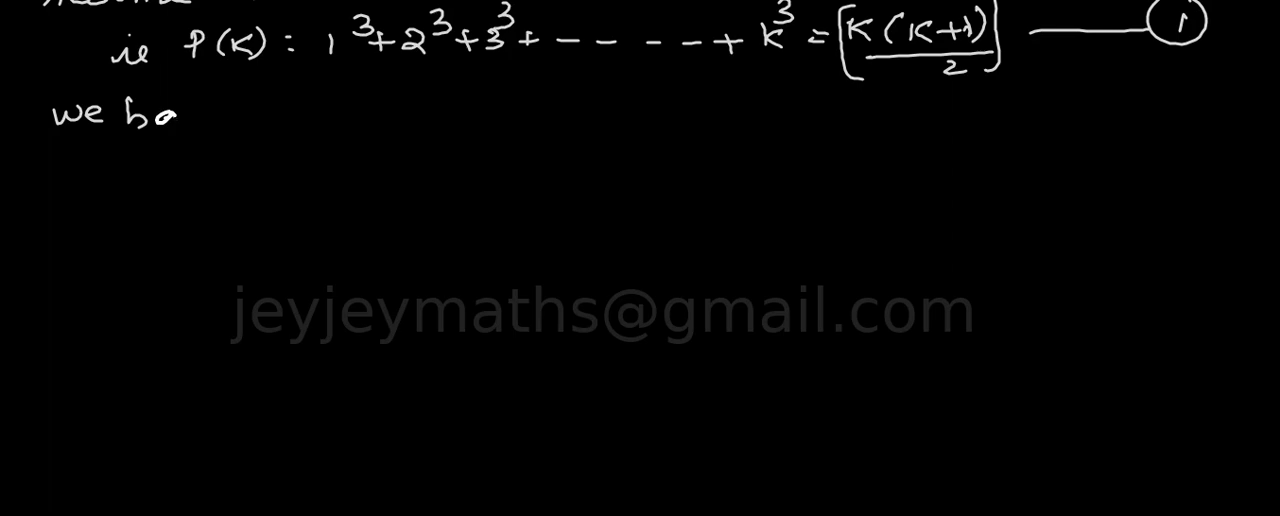 ie P(K) : 1³+2³+3³+ -- - -- + K³ = [K(K+1)/2] —— ①
we ha
jeyjeymaths@gmail.com